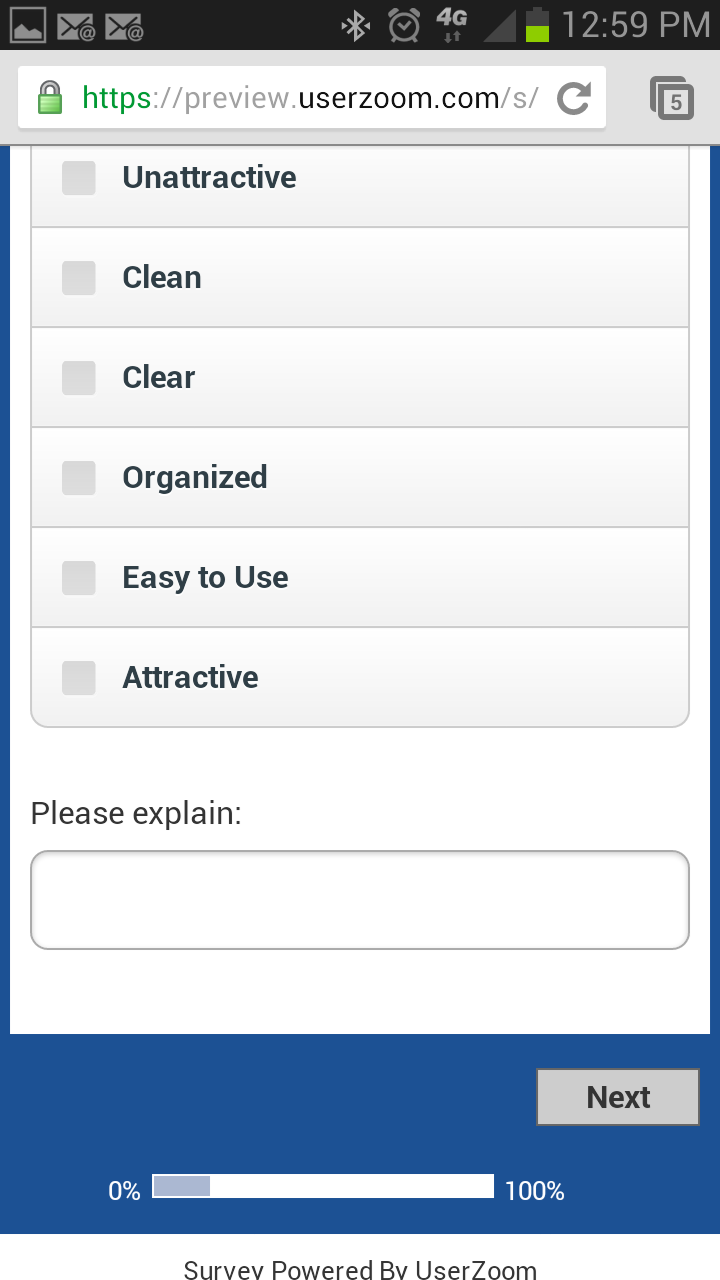 4G 12:59 PM
https://preview.userzoom.com/s/ 5
Unattractive
Clean
Clear
Organized
Easy to Use
Attractive
Please explain:
Next
0% 100%
Survey Powered By UserZoom